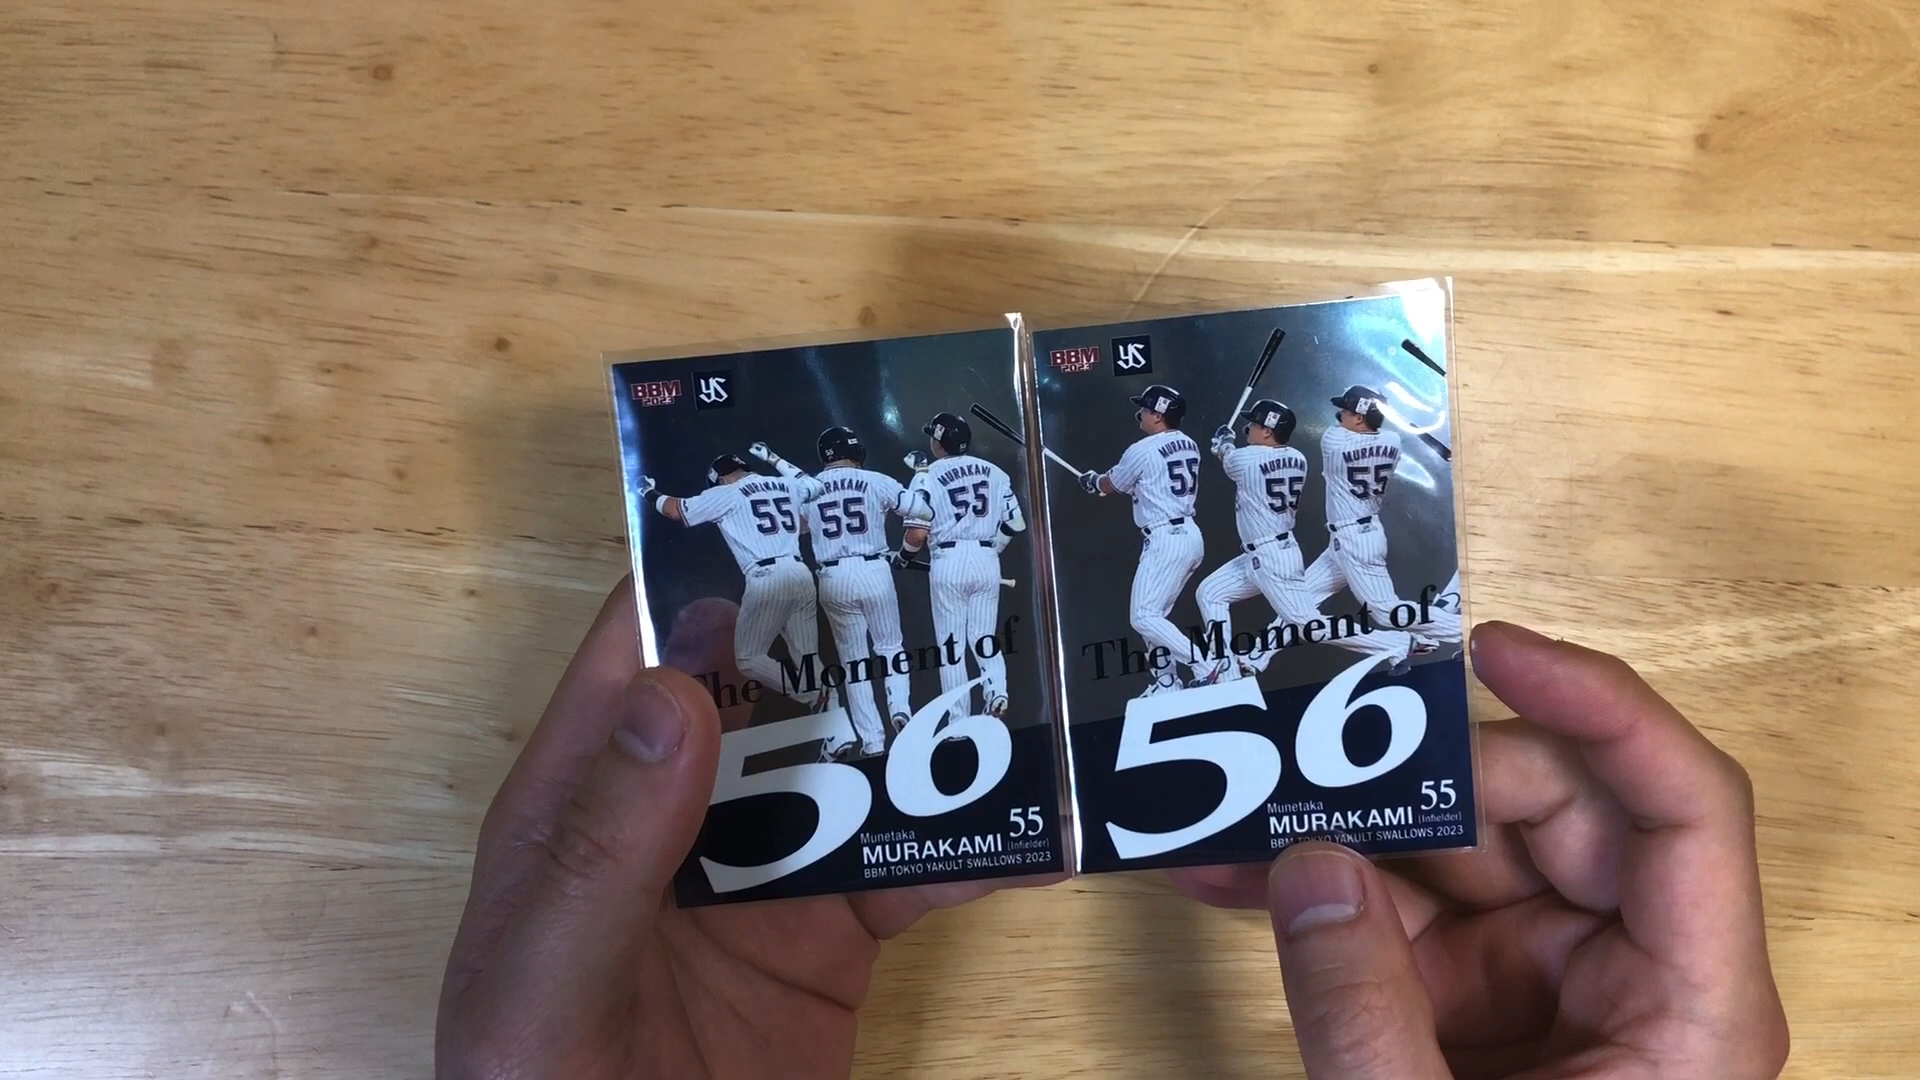 BBM
2023
YS
MURAKAMI
55
MURAKAMI
55
MURAKAMI
55
The Moment of
56
Munetaka
MURAKAMI 55
(Infielder)
BBM TOKYO YAKULT SWALLOWS 2023
BBM
2023
YS
MURAKAMI
55
MURAKAMI
55
MURAKAMI
55
The Moment of
56
Munetaka
MURAKAMI 55
(Infielder)
BBM TOKYO YAKULT SWALLOWS 2023